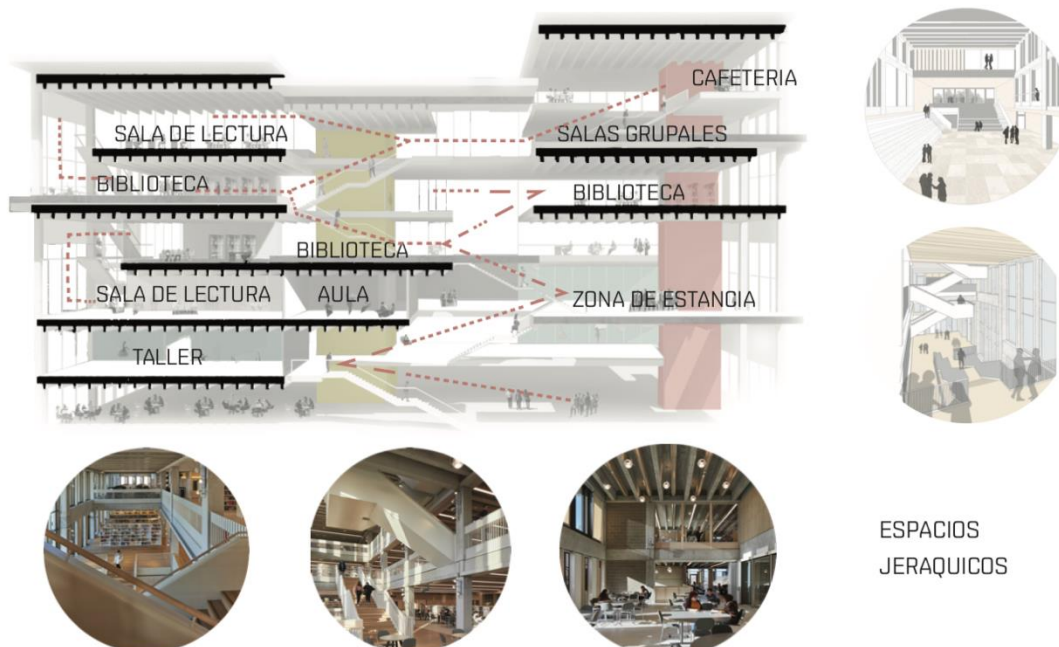 CAFETERIA
SALA DE LECTURA
SALAS GRUPALES
BIBLIOTECA
BIBLIOTECA
BIBLIOTECA
SALA DE LECTURA
AULA
ZONA DE ESTANCIA
TALLER
ESPACIOS
JERAQUICOS